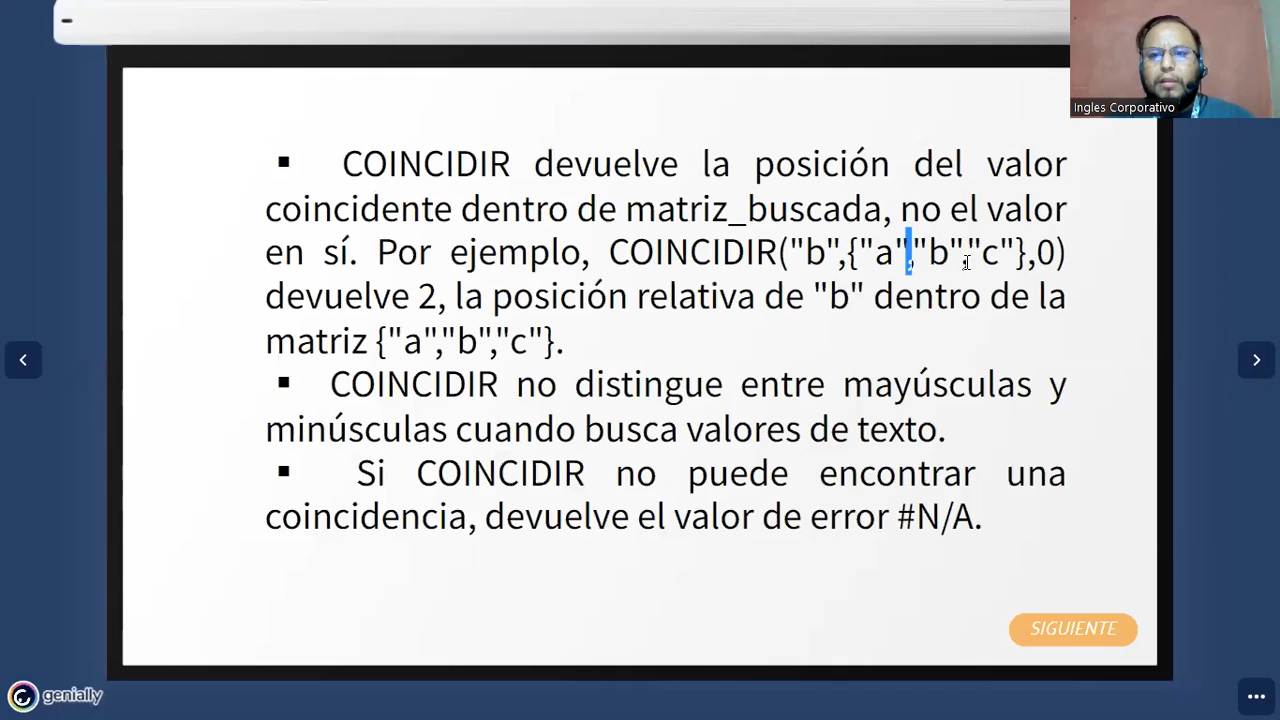 Ingles Corporativo
▪ COINCIDIR devuelve la posición del valor
coincidente dentro de matriz_buscada, no el valor
en sí. Por ejemplo, COINCIDIR("b",{"a","b","c"},0)
devuelve 2, la posición relativa de "b" dentro de la
matriz {"a","b","c"}.
▪ COINCIDIR no distingue entre mayúsculas y
minúsculas cuando busca valores de texto.
▪ Si COINCIDIR no puede encontrar una
coincidencia, devuelve el valor de error #N/A.
SIGUIENTE
genially